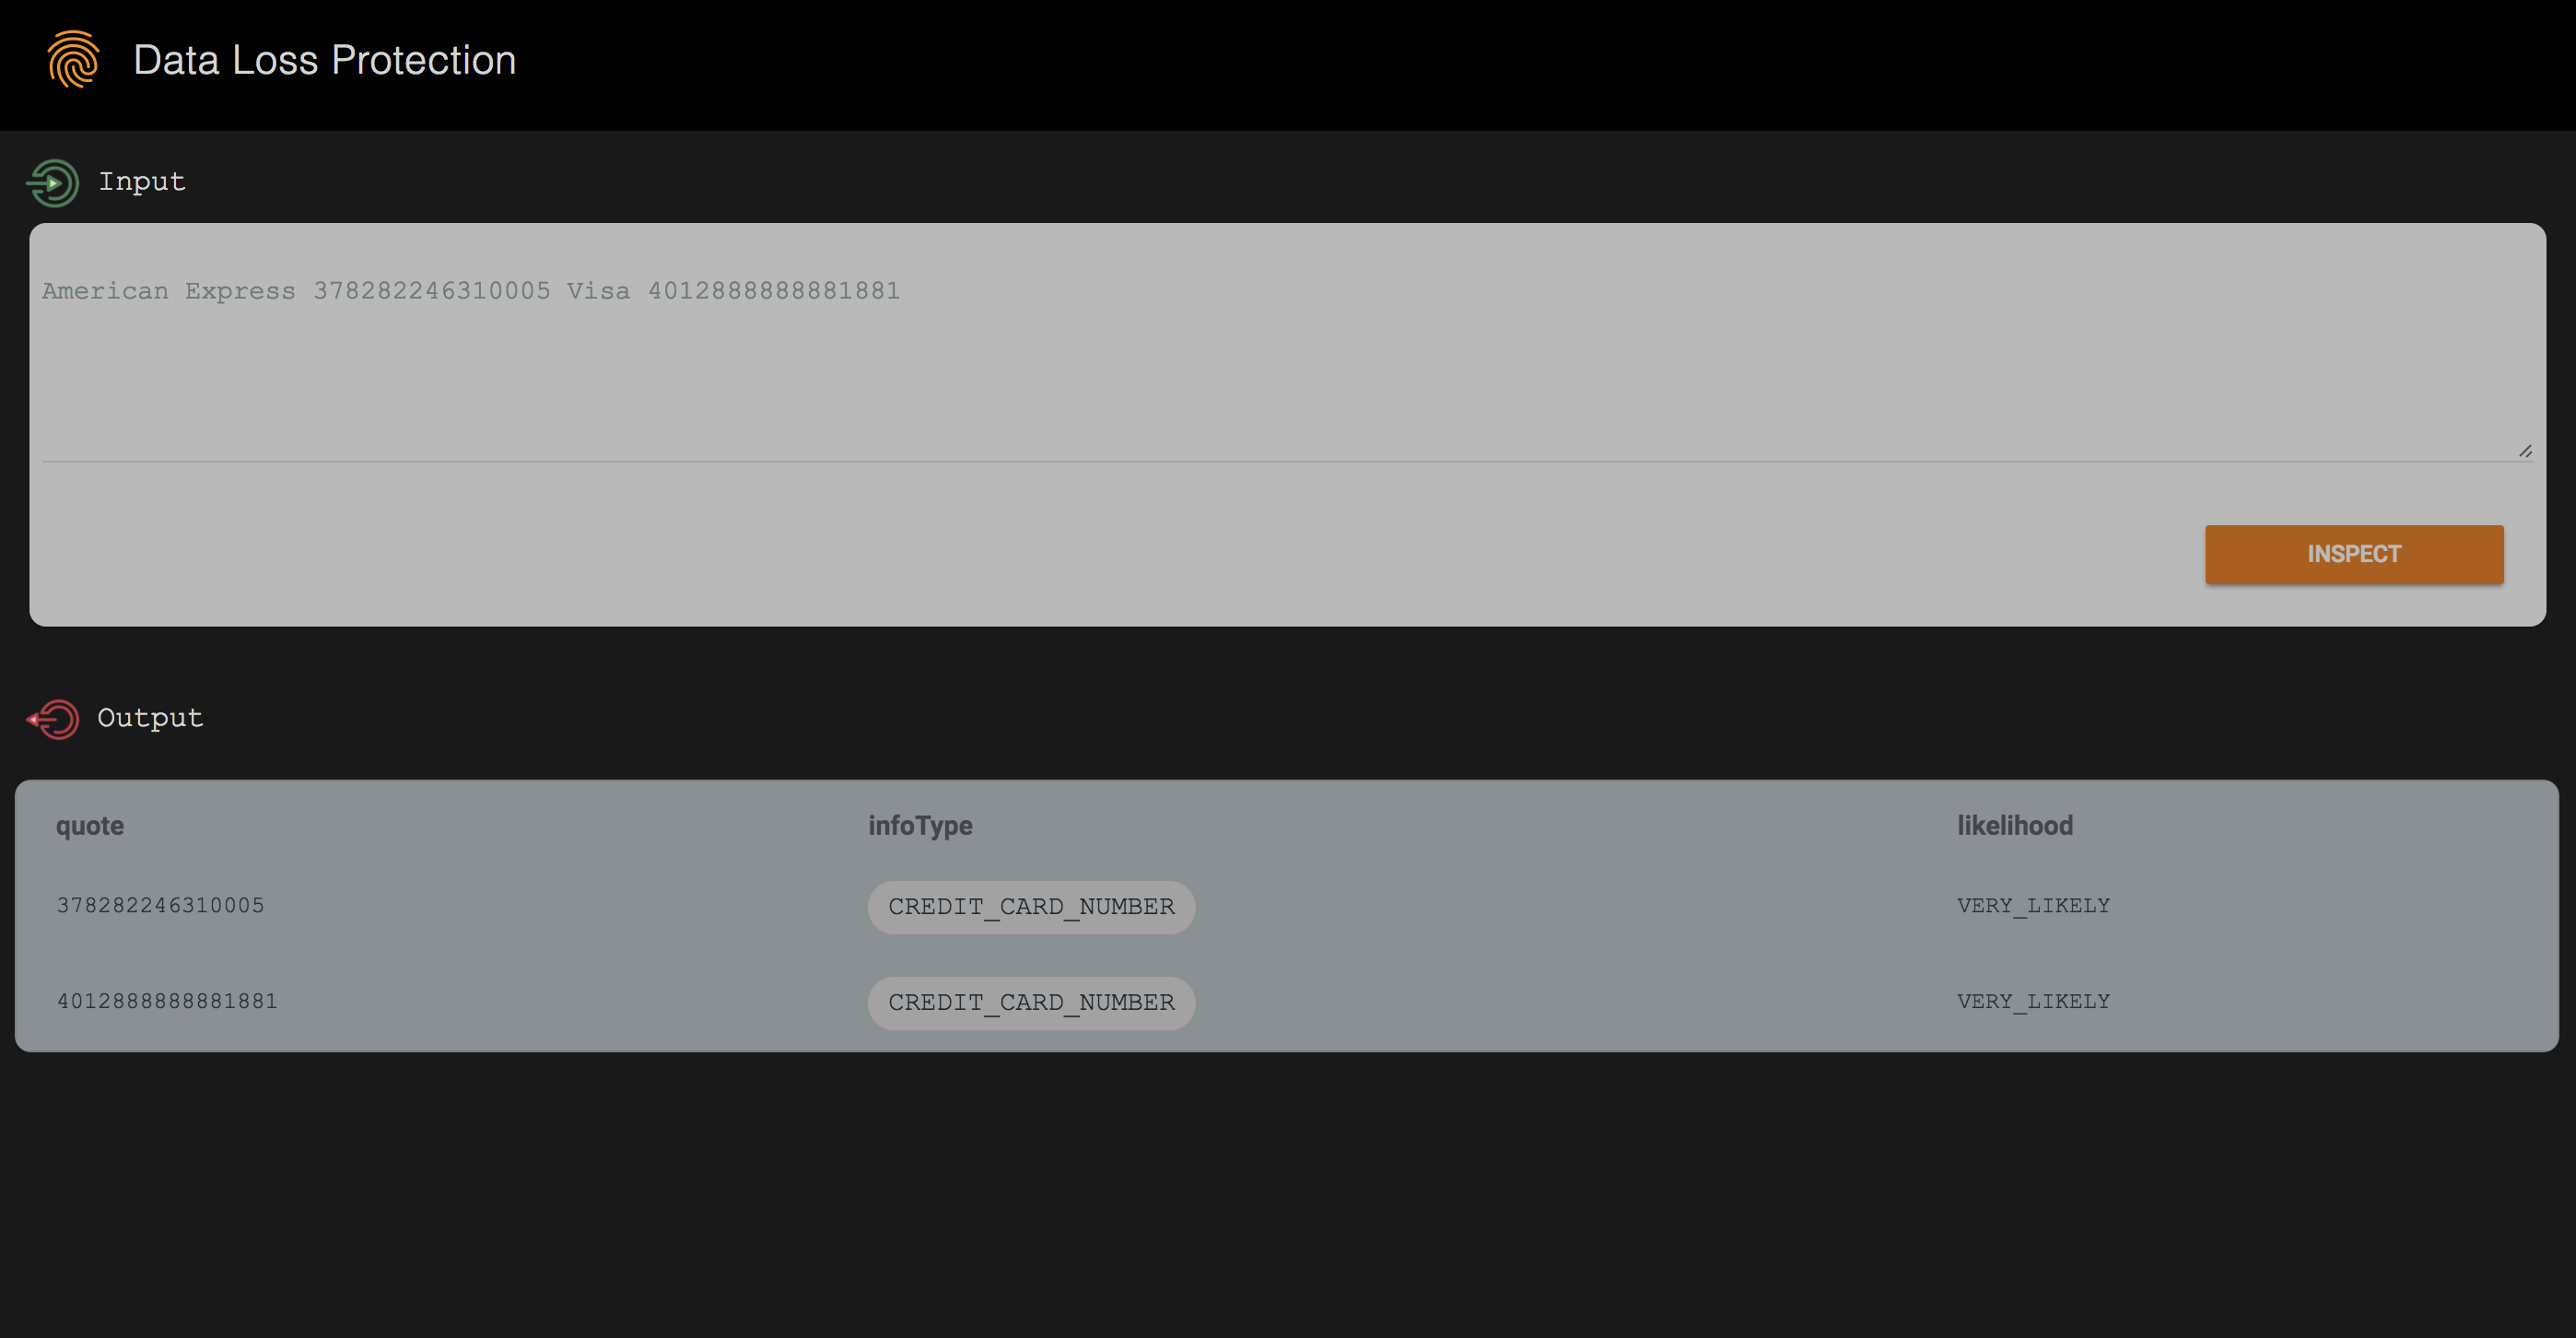 Data Loss Protection
Input
American Express 378282246310005 Visa 4012888888881881
INSPECT
Output
quote infoType likelihood
378282246310005 CREDIT_CARD_NUMBER VERY_LIKELY
4012888888881881 CREDIT_CARD_NUMBER VERY_LIKELY